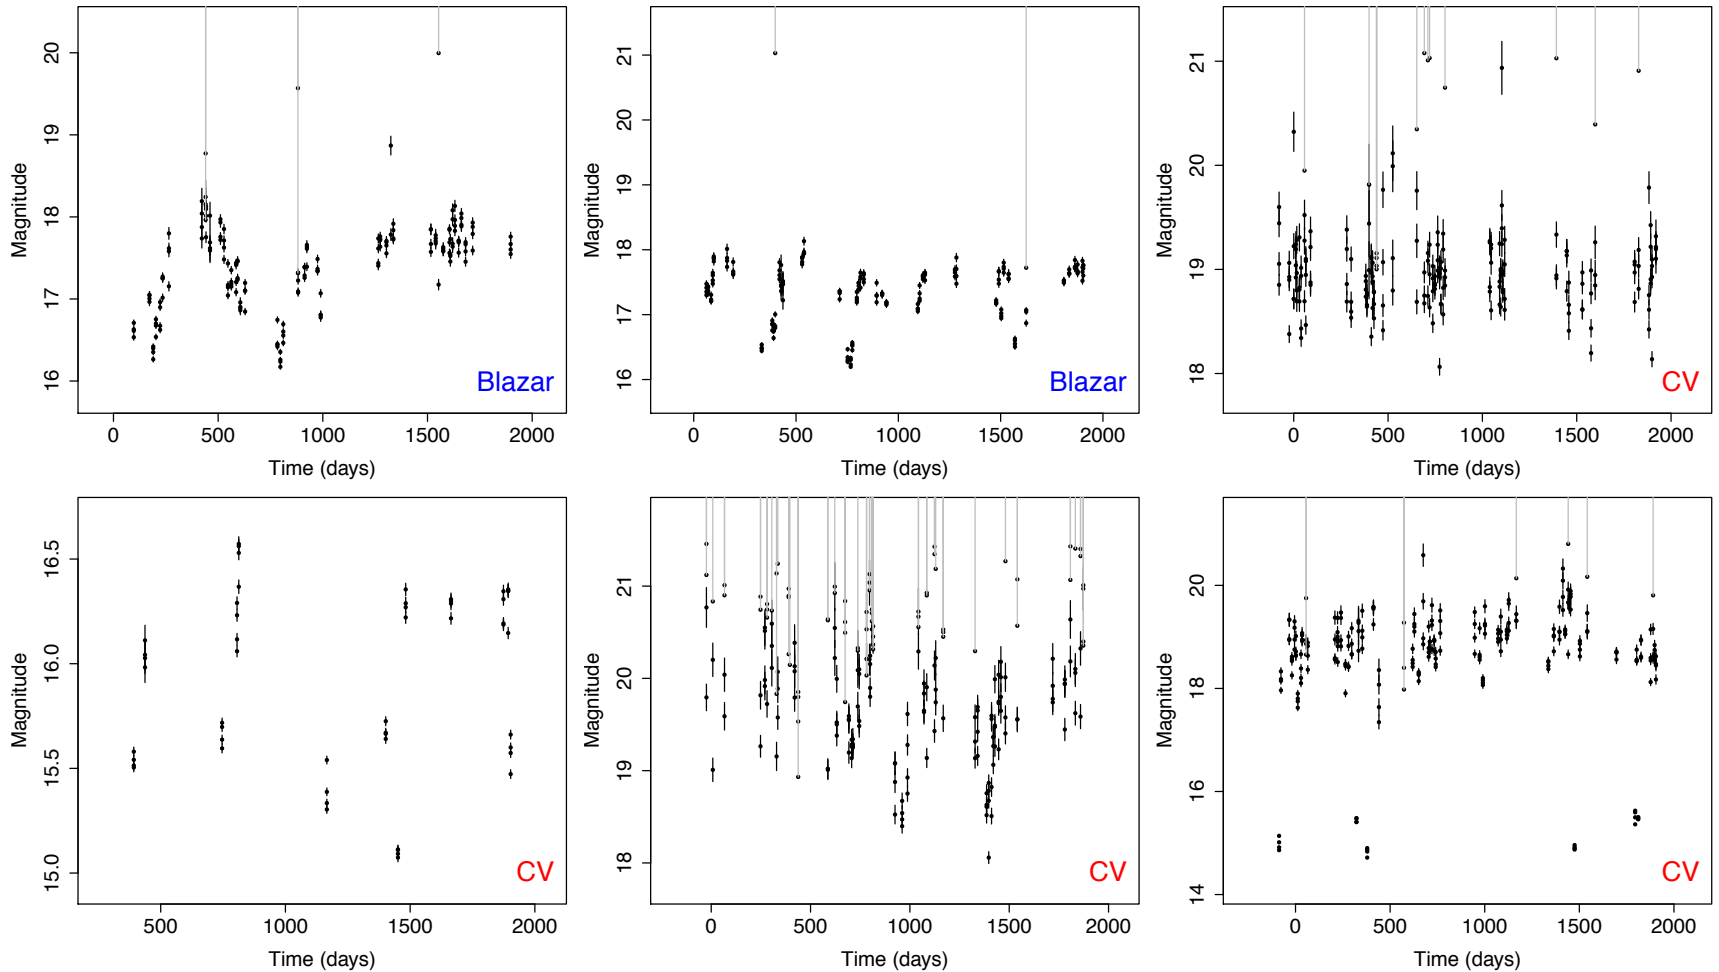 Magnitude
16 17 18 19 20
0 500 1000 1500 2000
Time (days)
Blazar
Magnitude
16 17 18 19 20 21
0 500 1000 1500 2000
Time (days)
Blazar
Magnitude
18 19 20 21
0 500 1000 1500 2000
Time (days)
CV
Magnitude
15.0 15.5 16.0 16.5
500 1000 1500 2000
Time (days)
CV
Magnitude
18 19 20 21
0 500 1000 1500 2000
Time (days)
CV
Magnitude
14 16 18 20
0 500 1000 1500 2000
Time (days)
CV